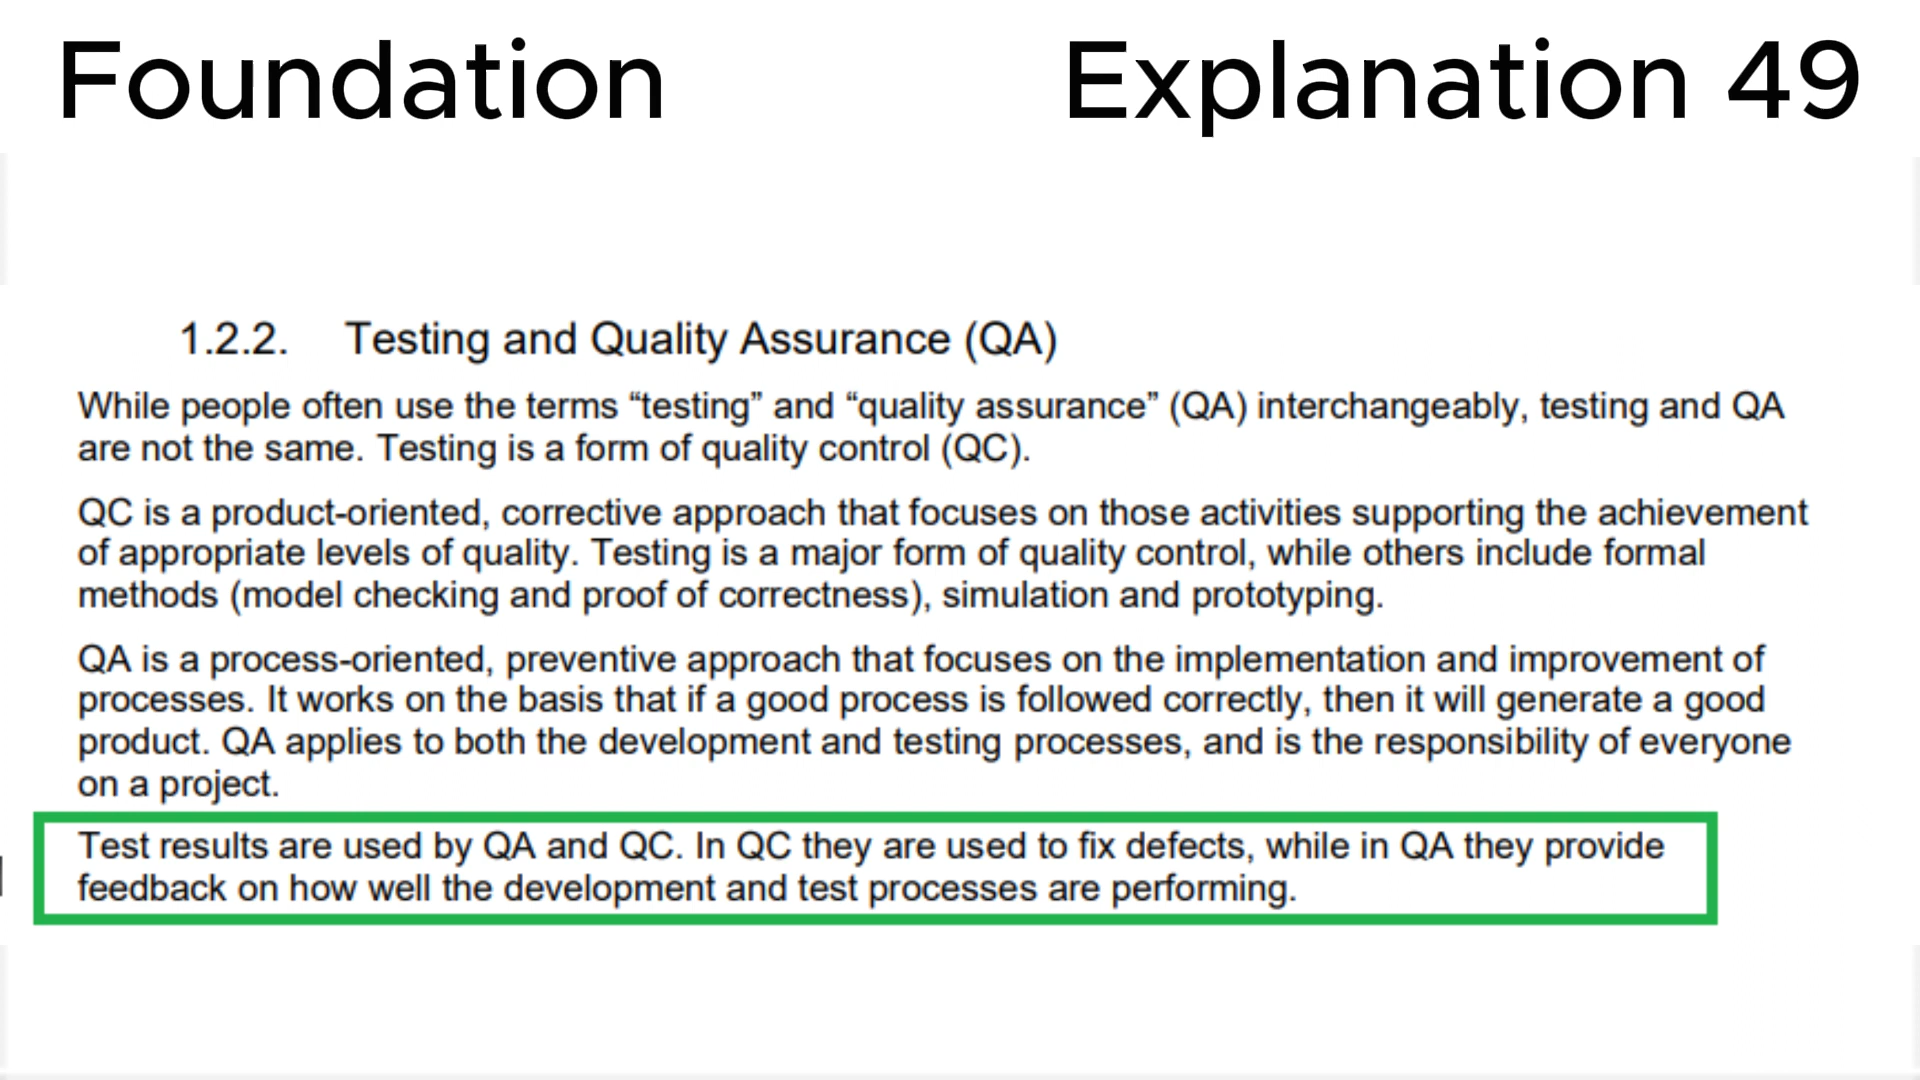 Foundation
Explanation 49
1.2.2. Testing and Quality Assurance (QA)
While people often use the terms “testing” and “quality assurance” (QA) interchangeably, testing and QA
are not the same. Testing is a form of quality control (QC).
QC is a product-oriented, corrective approach that focuses on those activities supporting the achievement
of appropriate levels of quality. Testing is a major form of quality control, while others include formal
methods (model checking and proof of correctness), simulation and prototyping.
QA is a process-oriented, preventive approach that focuses on the implementation and improvement of
processes. It works on the basis that if a good process is followed correctly, then it will generate a good
product. QA applies to both the development and testing processes, and is the responsibility of everyone
on a project.
Test results are used by QA and QC. In QC they are used to fix defects, while in QA they provide
feedback on how well the development and test processes are performing.